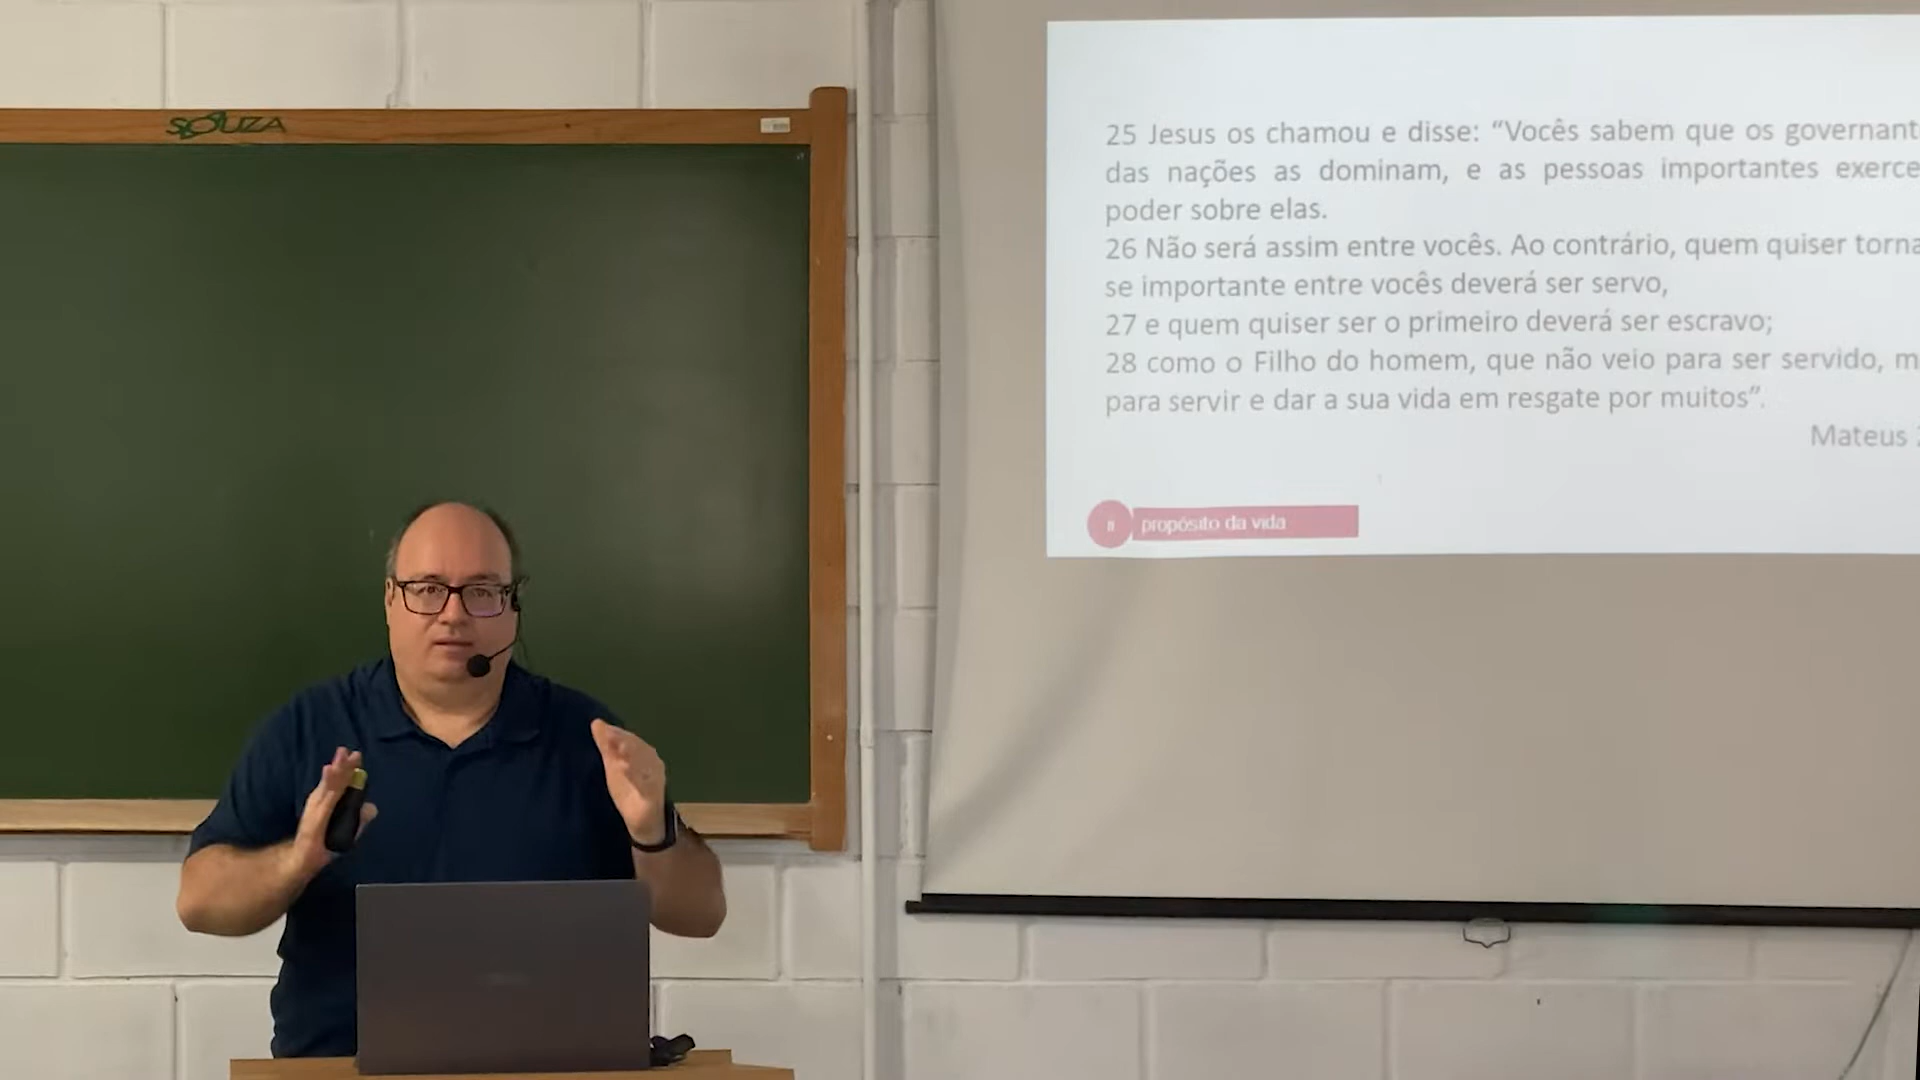 SOUZA
25 Jesus os chamou e disse: “Vocês sabem que os governant
das nações as dominam, e as pessoas importantes exerce
poder sobre elas.
26 Não será assim entre vocês. Ao contrário, quem quiser torna
se importante entre vocês deverá ser servo,
27 e quem quiser ser o primeiro deverá ser escravo;
28 como o Filho do homem, que não veio para ser servido, m
para servir e dar a sua vida em resgate por muitos”.
Mateus
propósito da vida